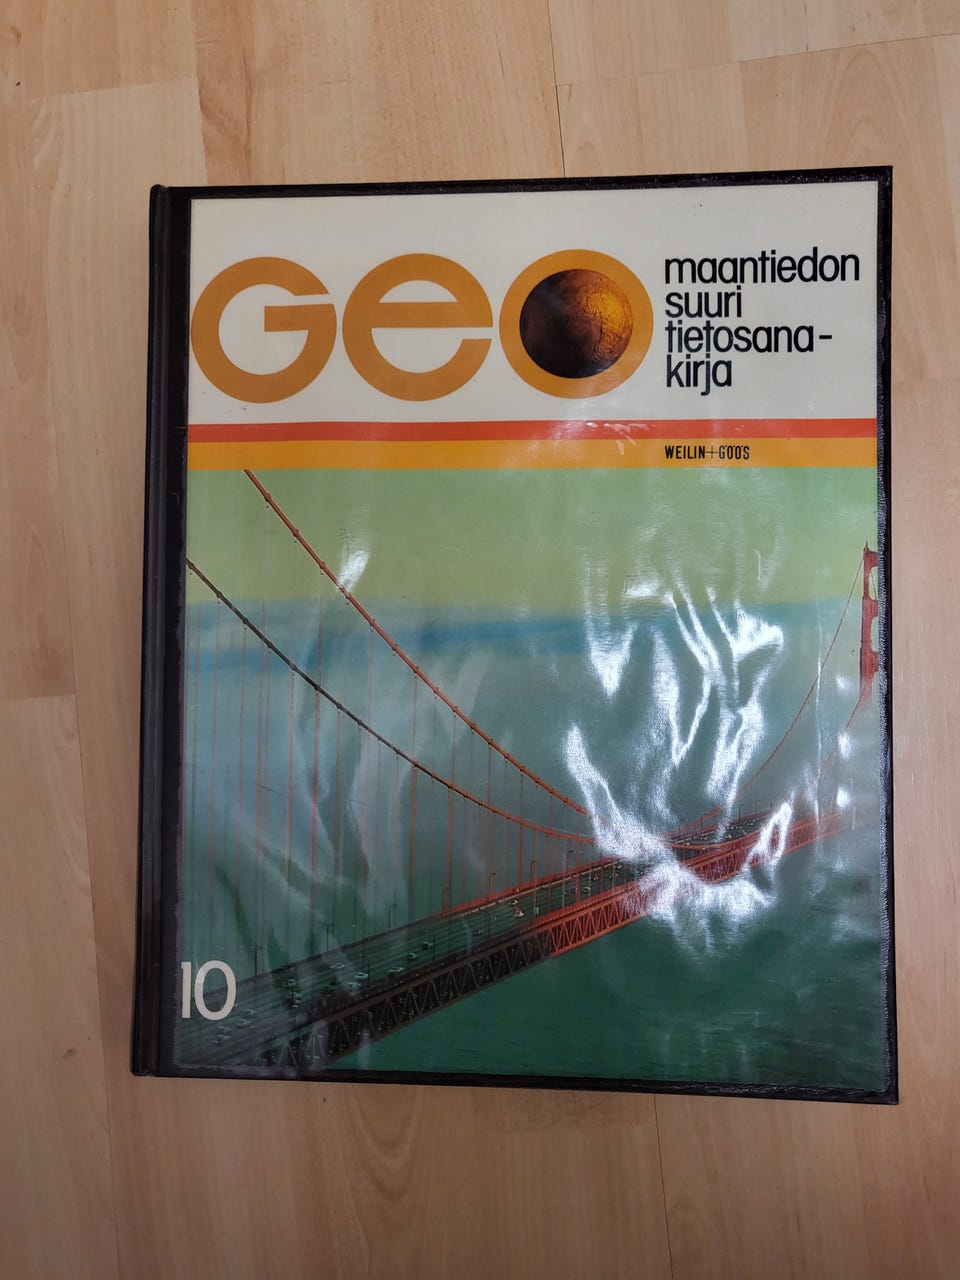 GEO
maantiedon
suuri
tietosana-
kirja
WEILIN+GÖÖS
10